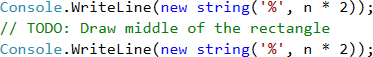 Console.WriteLine(new string('%', n * 2));
// TODO: Draw middle of the rectangle
Console.WriteLine(new string('%', n * 2));